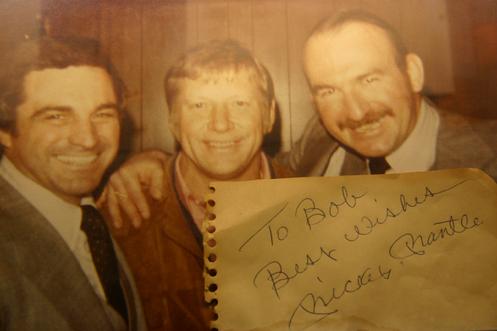 To Bob
Best Wishes
Mickey Mantle